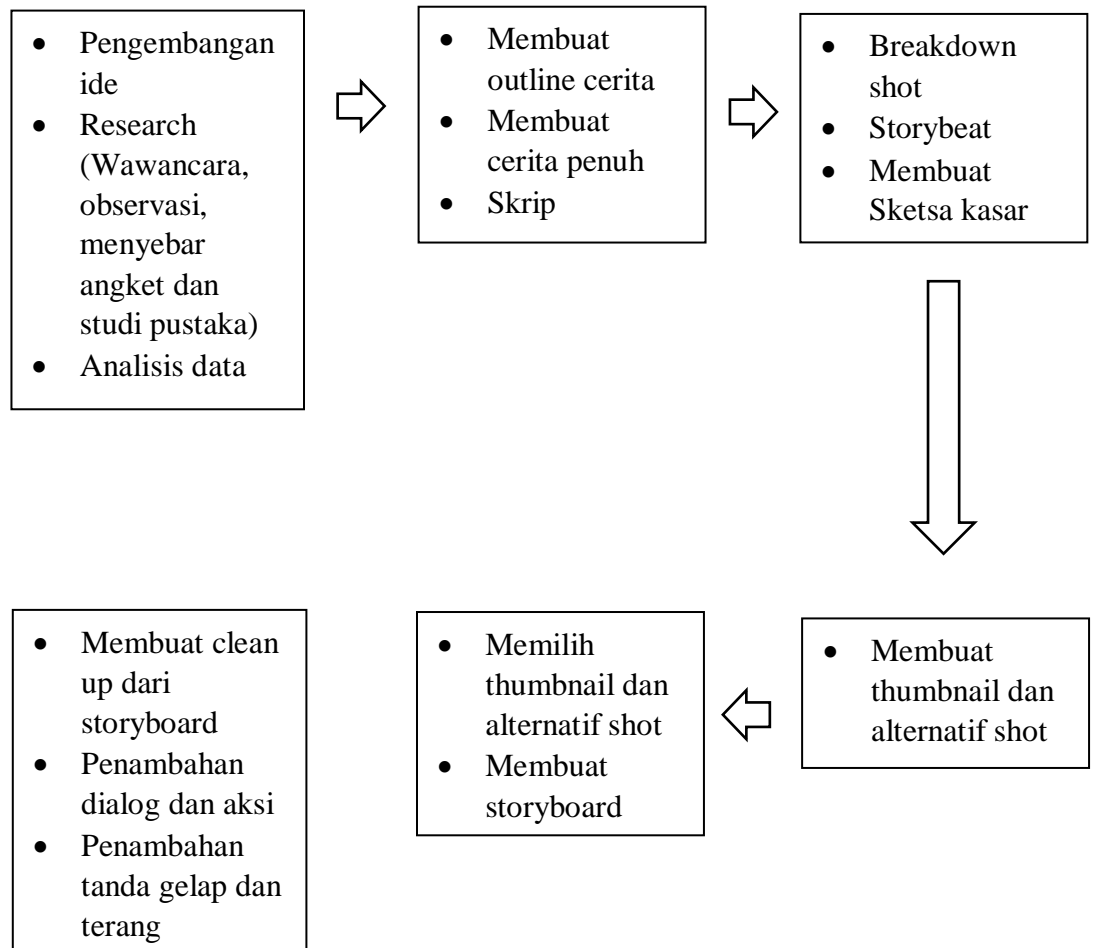 • Pengembangan
ide
• Research
(Wawancara,
observasi,
menyebar
angket dan
studi pustaka)
• Analisis data
• Membuat
outline cerita
• Membuat
cerita penuh
• Skrip
• Breakdown
shot
• Storybeat
• Membuat
Sketsa kasar
• Membuat
thumbnail dan
alternatif shot
• Memilih
thumbnail dan
alternatif shot
• Membuat
storyboard
• Membuat clean
up dari
storyboard
• Penambahan
dialog dan aksi
• Penambahan
tanda gelap dan
terang